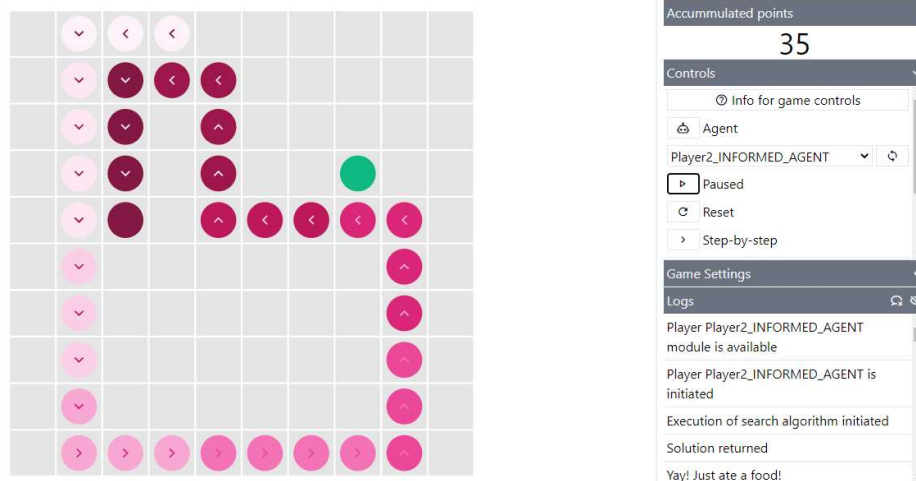 Accummulated points
35
Controls
Info for game controls
Agent
Player2_INFORMED_AGENT
Paused
Reset
Step-by-step
Game Settings
Logs
Player Player2_INFORMED_AGENT
module is available
Player Player2_INFORMED_AGENT is
initiated
Execution of search algorithm initiated
Solution returned
Yay! Just ate a food!